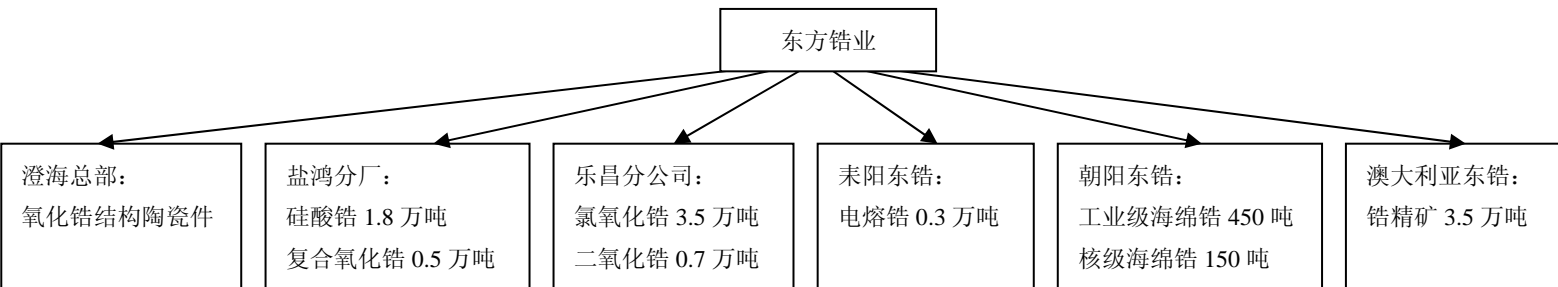 东方锆业
澄海总部：
氧化锆结构陶瓷件
盐鸿分厂：
硅酸锆 1.8 万吨
复合氧化锆 0.5 万吨
乐昌分公司：
氯氧化锆 3.5 万吨
二氧化锆 0.7 万吨
耒阳东锆：
电熔锆 0.3 万吨
朝阳东锆：
工业级海绵锆 450 吨
核级海绵锆 150 吨
澳大利亚东锆：
锆精矿 3.5 万吨